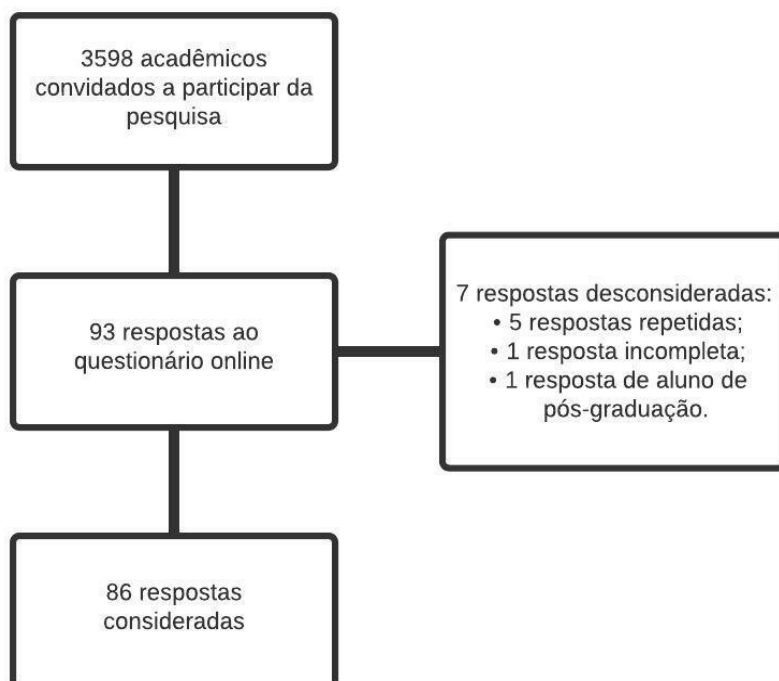 3598 acadêmicos
convidados a participar da
pesquisa
93 respostas ao
questionário online
7 respostas desconsideradas:
• 5 respostas repetidas;
• 1 resposta incompleta;
• 1 resposta de aluno de
pós-graduação.
86 respostas
consideradas